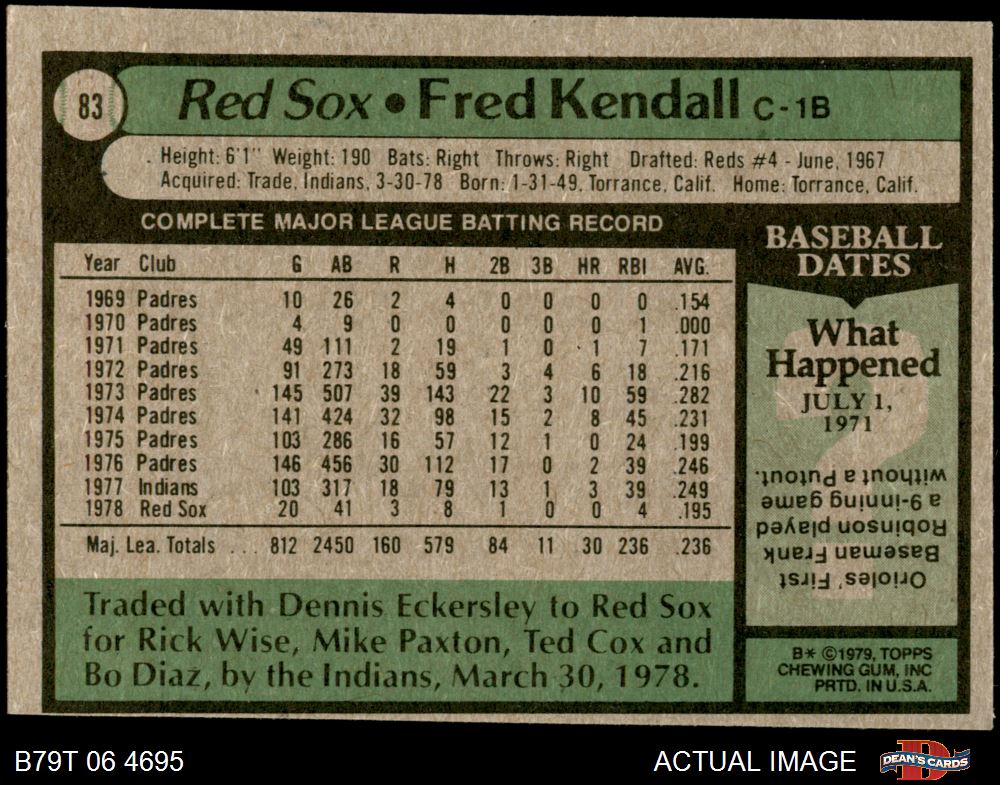 83
Red Sox • Fred Kendall C-1B
Height: 6'1" Weight: 190 Bats: Right Throws: Right Drafted: Reds #4 - June, 1967
Acquired: Trade, Indians, 3-30-78 Born: 1-31-49, Torrance, Calif. Home: Torrance, Calif.
COMPLETE MAJOR LEAGUE BATTING RECORD
Year Club G AB R H 2B 3B HR RBI AVG.
1969 Padres 10 26 2 4 0 0 0 0 .154
1970 Padres 4 9 0 0 0 0 0 1 .000
1971 Padres 49 111 2 19 1 0 1 7 .171
1972 Padres 91 273 18 59 3 4 6 18 .216
1973 Padres 145 507 39 143 22 3 10 59 .282
1974 Padres 141 424 32 98 15 2 8 45 .231
1975 Padres 103 286 16 57 12 1 0 24 .199
1976 Padres 146 456 30 112 17 0 2 39 .246
1977 Indians 103 317 18 79 13 1 3 39 .249
1978 Red Sox 20 41 3 8 1 0 0 4 .195
Maj. Lea. Totals ... 812 2450 160 579 84 11 30 236 .236
Traded with Dennis Eckersley to Red Sox
for Rick Wise, Mike Paxton, Ted Cox and
Bo Diaz, by the Indians, March 30, 1978.
BASEBALL
DATES
What
Happened
JULY 1,
1971
?
Orioles' First
Baseman Frank
Robinson played
a 9-inning game
without a Putout.
B* ©1979, TOPPS
CHEWING GUM, INC
PRTD. IN U.S.A.
B79T 06 4695
ACTUAL IMAGE
D
DEAN'S CARDS